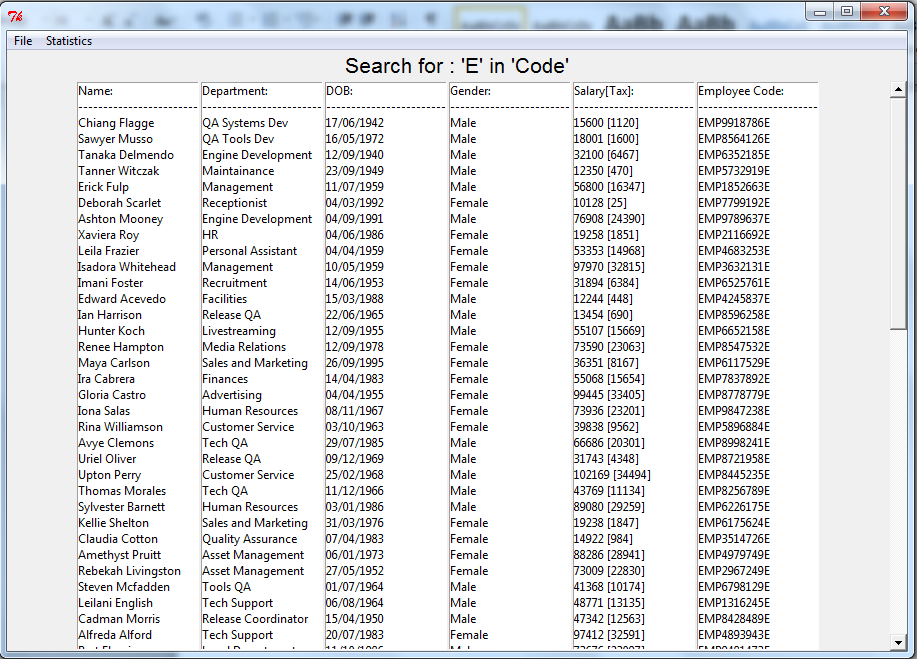 File Statistics
Search for : 'E' in 'Code'
Name: Department: DOB: Gender: Salary[Tax]: Employee Code:
Chiang Flagge QA Systems Dev 17/06/1942 Male 15600 [1120] EMP9918786E
Sawyer Musso QA Tools Dev 16/05/1972 Male 18001 [1600] EMP8564126E
Tanaka Delmendo Engine Development 12/09/1940 Male 32100 [6467] EMP6352185E
Tanner Witczak Maintainance 23/09/1949 Male 12350 [470] EMP5732919E
Erick Fulp Management 11/07/1959 Male 56800 [16347] EMP1852663E
Deborah Scarlet Receptionist 04/03/1992 Female 10128 [25] EMP7799192E
Ashton Mooney Engine Development 04/09/1991 Male 76908 [24390] EMP9789637E
Xaviera Roy HR 04/06/1986 Female 19258 [1851] EMP2116692E
Leila Frazier Personal Assistant 04/04/1959 Female 53353 [14968] EMP4683253E
Isadora Whitehead Management 10/05/1959 Female 97970 [32815] EMP3632131E
Imani Foster Recruitment 14/06/1953 Female 31894 [6384] EMP6525761E
Edward Acevedo Facilities 15/03/1988 Male 12244 [448] EMP4245837E
Ian Harrison Release QA 22/06/1965 Male 13454 [690] EMP8596258E
Hunter Koch Livestreaming 12/09/1955 Male 55107 [15669] EMP6652158E
Renee Hampton Media Relations 12/09/1978 Female 73590 [23063] EMP8547532E
Maya Carlson Sales and Marketing 26/09/1995 Female 36351 [8167] EMP6117529E
Ira Cabrera Finances 14/04/1983 Female 55068 [15654] EMP7837892E
Gloria Castro Advertising 04/04/1955 Female 99445 [33405] EMP8778779E
Iona Salas Human Resources 08/11/1967 Female 73936 [23201] EMP9847238E
Rina Williamson Customer Service 03/10/1963 Female 39838 [9562] EMP5896884E
Avye Clemons Tech QA 29/07/1985 Male 66686 [20301] EMP8998241E
Uriel Oliver Release QA 09/12/1969 Male 31743 [4348] EMP8721958E
Upton Perry Customer Service 25/02/1968 Male 102169 [34494] EMP8445235E
Thomas Morales Tech QA 11/12/1966 Male 43769 [11134] EMP8256789E
Sylvester Barnett Human Resources 03/01/1986 Male 89080 [29259] EMP6226175E
Kellie Shelton Sales and Marketing 31/03/1976 Female 19238 [1847] EMP6175624E
Claudia Cotton Quality Assurance 07/04/1983 Female 14922 [984] EMP3514726E
Amethyst Pruitt Asset Management 06/01/1973 Female 88286 [28941] EMP4979749E
Rebekah Livingston Asset Management 27/05/1952 Female 73009 [22830] EMP2967249E
Steven Mcfadden Tools QA 01/07/1964 Male 41368 [10174] EMP6798129E
Leilani English Tech Support 06/08/1964 Male 48771 [13135] EMP1316245E
Cadman Morris Release Coordinator 15/04/1950 Male 47342 [12563] EMP8428489E
Alfreda Alford Tech Support 20/07/1983 Female 97412 [32591] EMP4893943E